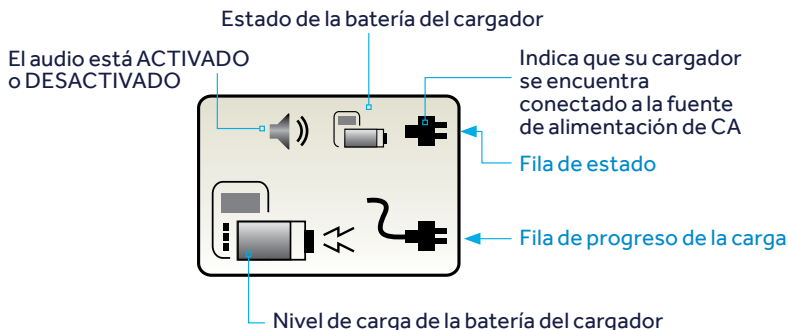 Estado de la batería del cargador
El audio está ACTIVADO
o DESACTIVADO
Indica que su cargador
se encuentra
conectado a la fuente
de alimentación de CA
Fila de estado
Fila de progreso de la carga
Nivel de carga de la batería del cargador